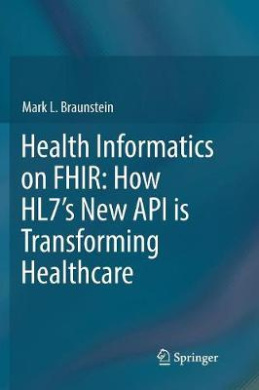 Mark L. Braunstein
Health Informatics
on FHIR: How
HL7's New API is
Transforming
Healthcare
Springer